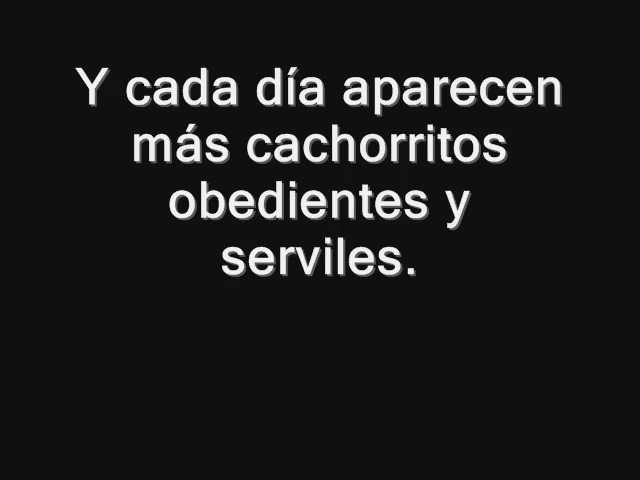 Y cada día aparecen
más cachorritos
obedientes y
serviles.